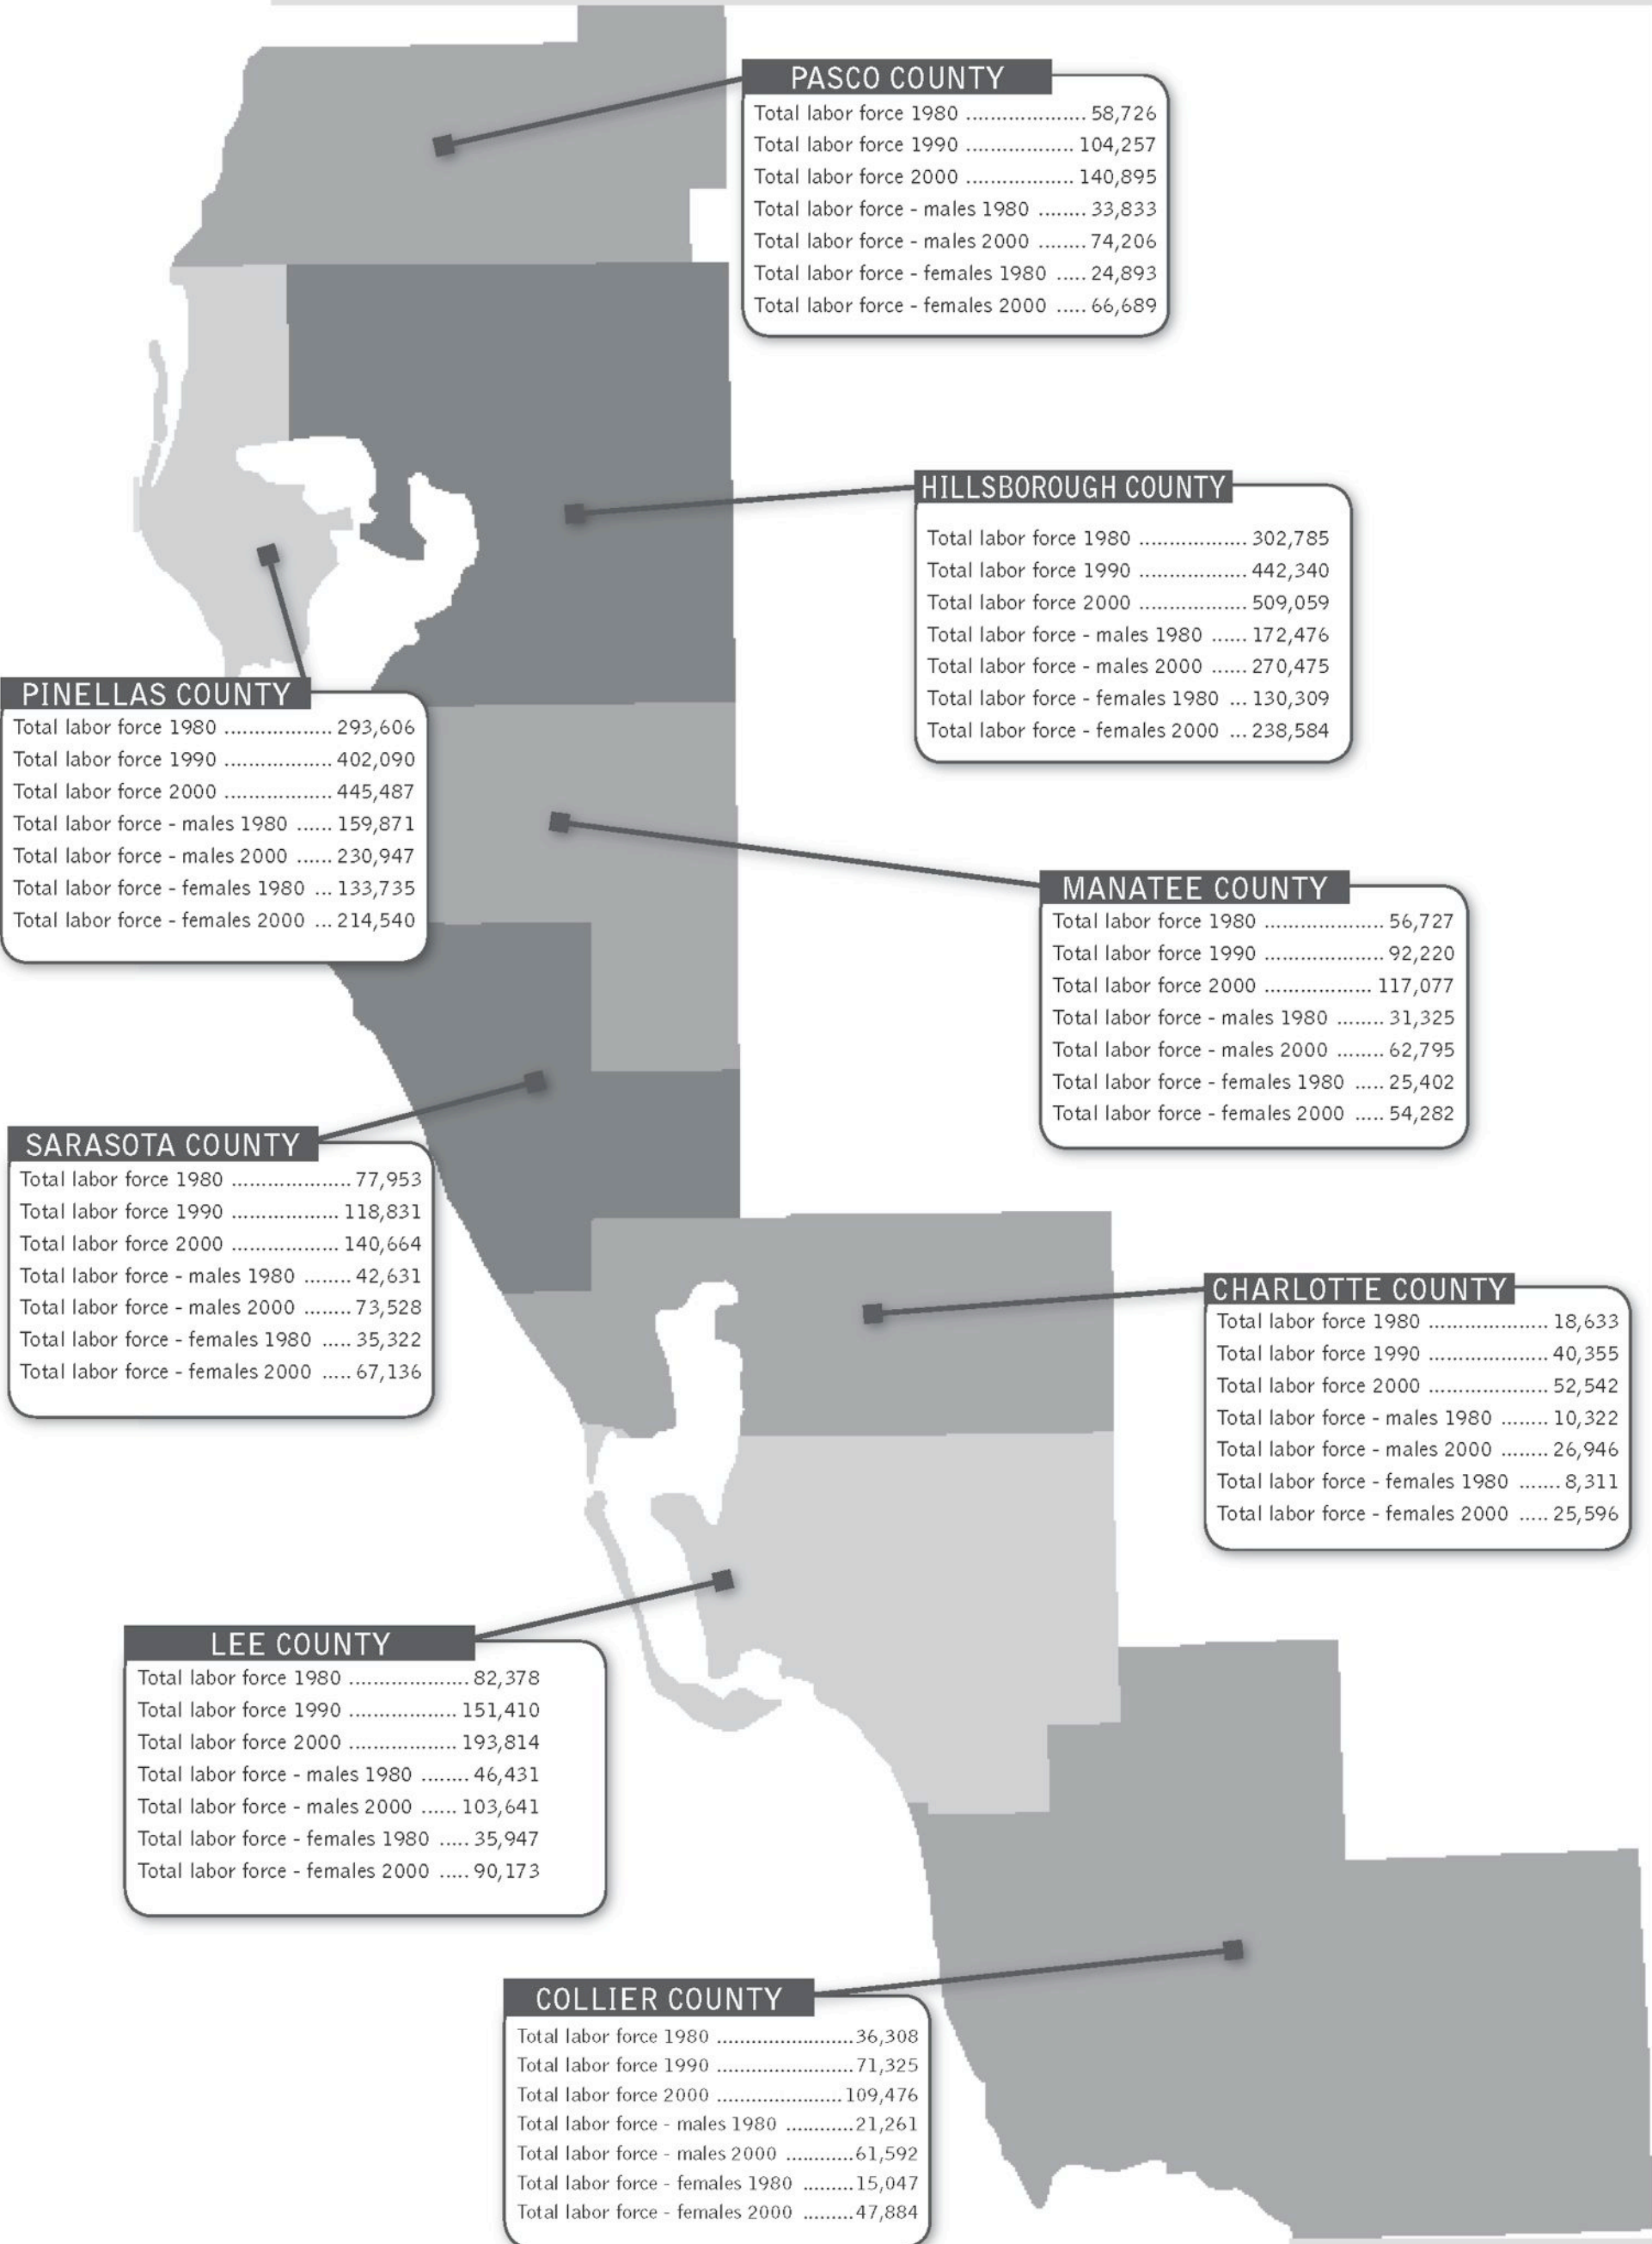 PASCO COUNTY
Total labor force 1980 .................... 58,726
Total labor force 1990 .................. 104,257
Total labor force 2000 .................. 140,895
Total labor force - males 1980 ........ 33,833
Total labor force - males 2000 ........ 74,206
Total labor force - females 1980 ..... 24,893
Total labor force - females 2000 ..... 66,689
HILLSBOROUGH COUNTY
Total labor force 1980 .................. 302,785
Total labor force 1990 .................. 442,340
Total labor force 2000 .................. 509,059
Total labor force - males 1980 ...... 172,476
Total labor force - males 2000 ...... 270,475
Total labor force - females 1980 ... 130,309
Total labor force - females 2000 ... 238,584
PINELLAS COUNTY
Total labor force 1980 .................. 293,606
Total labor force 1990 .................. 402,090
Total labor force 2000 .................. 445,487
Total labor force - males 1980 ...... 159,871
Total labor force - males 2000 ...... 230,947
Total labor force - females 1980 ... 133,735
Total labor force - females 2000 ... 214,540
MANATEE COUNTY
Total labor force 1980 .................... 56,727
Total labor force 1990 .................... 92,220
Total labor force 2000 .................. 117,077
Total labor force - males 1980 ........ 31,325
Total labor force - males 2000 ........ 62,795
Total labor force - females 1980 ..... 25,402
Total labor force - females 2000 ..... 54,282
SARASOTA COUNTY
Total labor force 1980 .................... 77,953
Total labor force 1990 .................. 118,831
Total labor force 2000 .................. 140,664
Total labor force - males 1980 ........ 42,631
Total labor force - males 2000 ........ 73,528
Total labor force - females 1980 ..... 35,322
Total labor force - females 2000 ..... 67,136
CHARLOTTE COUNTY
Total labor force 1980 .................... 18,633
Total labor force 1990 .................... 40,355
Total labor force 2000 .................... 52,542
Total labor force - males 1980 ........ 10,322
Total labor force - males 2000 ........ 26,946
Total labor force - females 1980 ....... 8,311
Total labor force - females 2000 ..... 25,596
LEE COUNTY
Total labor force 1980 .................... 82,378
Total labor force 1990 .................. 151,410
Total labor force 2000 .................. 193,814
Total labor force - males 1980 ........ 46,431
Total labor force - males 2000 ...... 103,641
Total labor force - females 1980 ..... 35,947
Total labor force - females 2000 ..... 90,173
COLLIER COUNTY
Total labor force 1980 ........................36,308
Total labor force 1990 ........................71,325
Total labor force 2000 ......................109,476
Total labor force - males 1980 ............21,261
Total labor force - males 2000 ............61,592
Total labor force - females 1980 .........15,047
Total labor force - females 2000 .........47,884